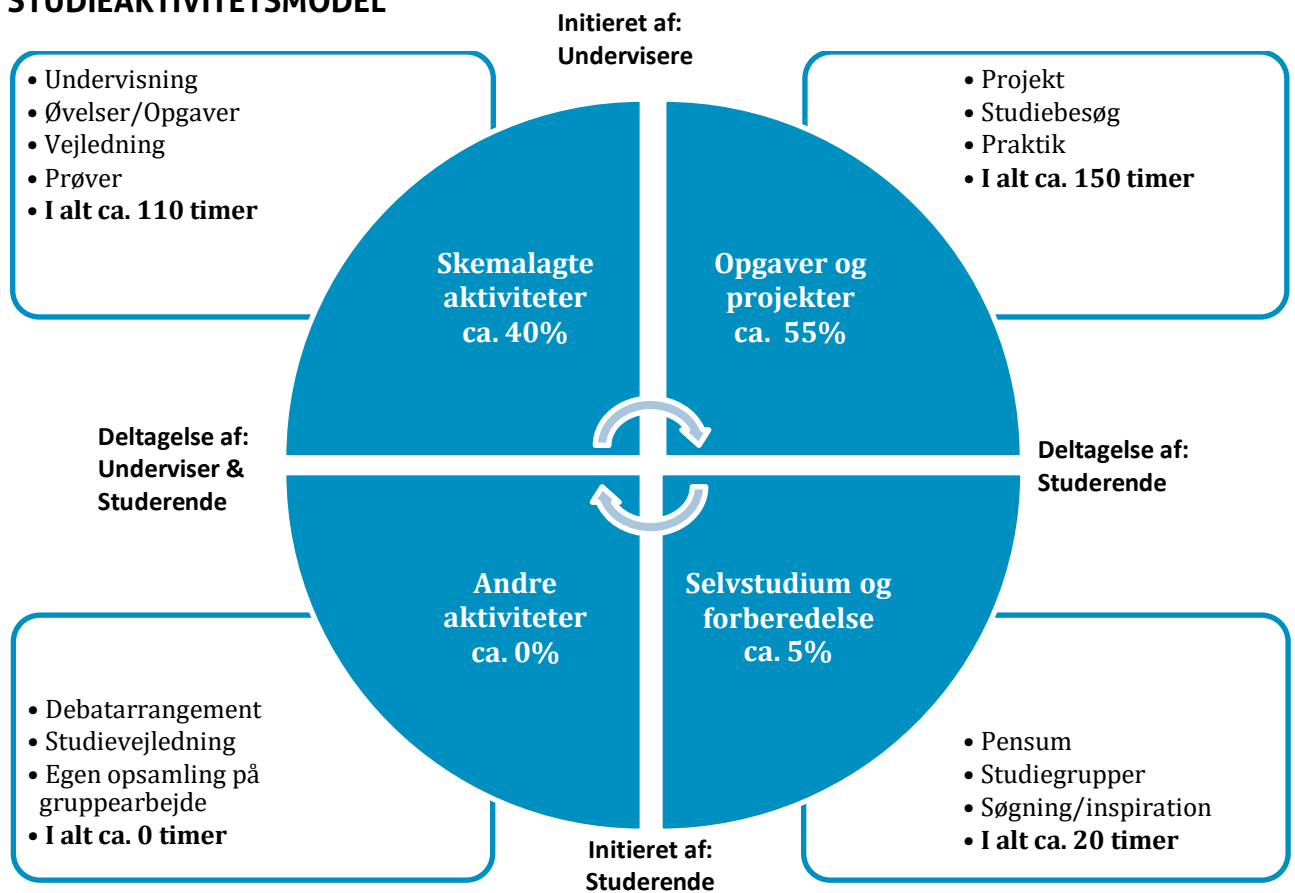 STUDIEAKTIVITETSMODEL
Initieret af:
Undervisere
• Undervisning
• Øvelser/Opgaver
• Vejledning
• Prøver
• I alt ca. 110 timer
• Projekt
• Studiebesøg
• Praktik
• I alt ca. 150 timer
Skemalagte
aktiviteter
ca. 40%
Opgaver og
projekter
ca. 55%
Deltagelse af:
Underviser &
Studerende
Deltagelse af:
Studerende
Andre
aktiviteter
ca. 0%
Selvstudium og
forberedelse
ca. 5%
• Debatarrangement
• Studievejledning
• Egen opsamling på
gruppearbejde
• I alt ca. 0 timer
• Pensum
• Studiegrupper
• Søgning/inspiration
• I alt ca. 20 timer
Initieret af:
Studerende